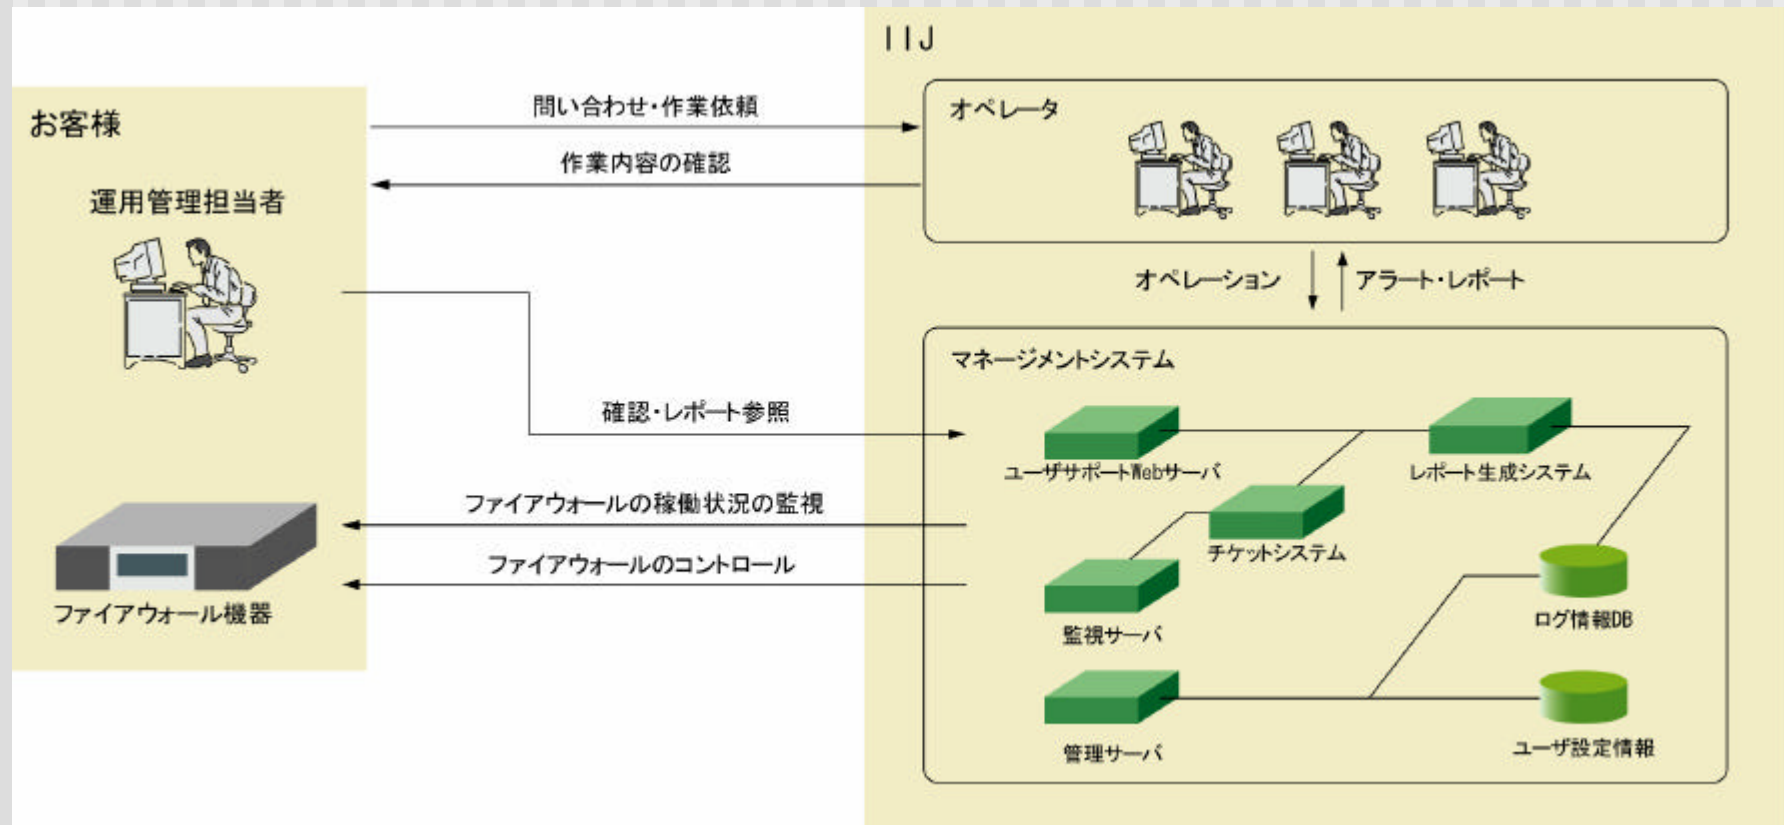 IIJ
お客様
運用管理担当者
ファイアウォール機器
問い合わせ・作業依頼
作業内容の確認
確認・レポート参照
ファイアウォールの稼働状況の監視
ファイアウォールのコントロール
オペレータ
オペレーション
アラート・レポート
マネージメントシステム
ユーザサポートWebサーバ
レポート生成システム
チケットシステム
監視サーバ
ログ情報DB
管理サーバ
ユーザ設定情報